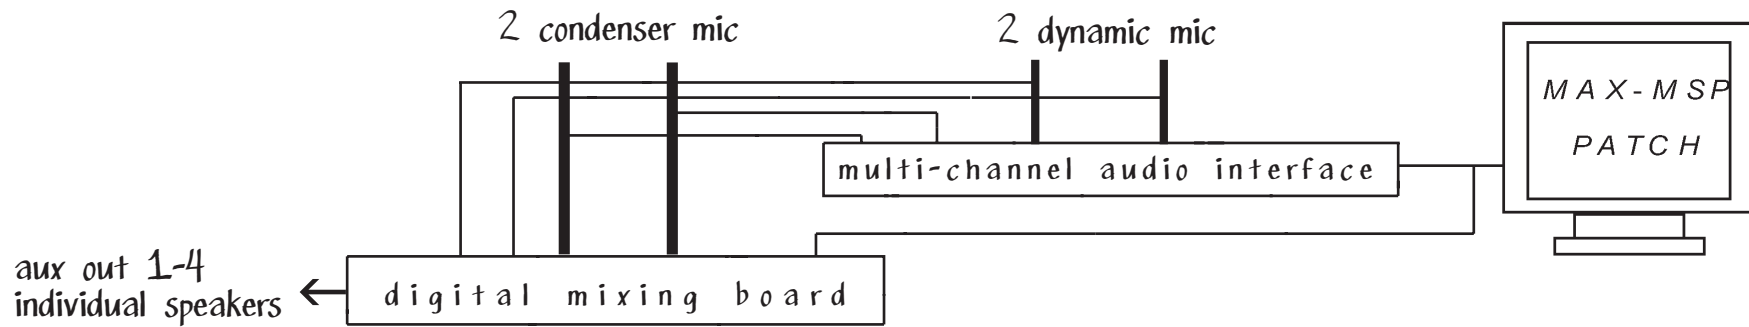 2 condenser mic
2 dynamic mic
MAX-MSP
PATCH
multi-channel audio interface
aux out 1-4
individual speakers
digital mixing board